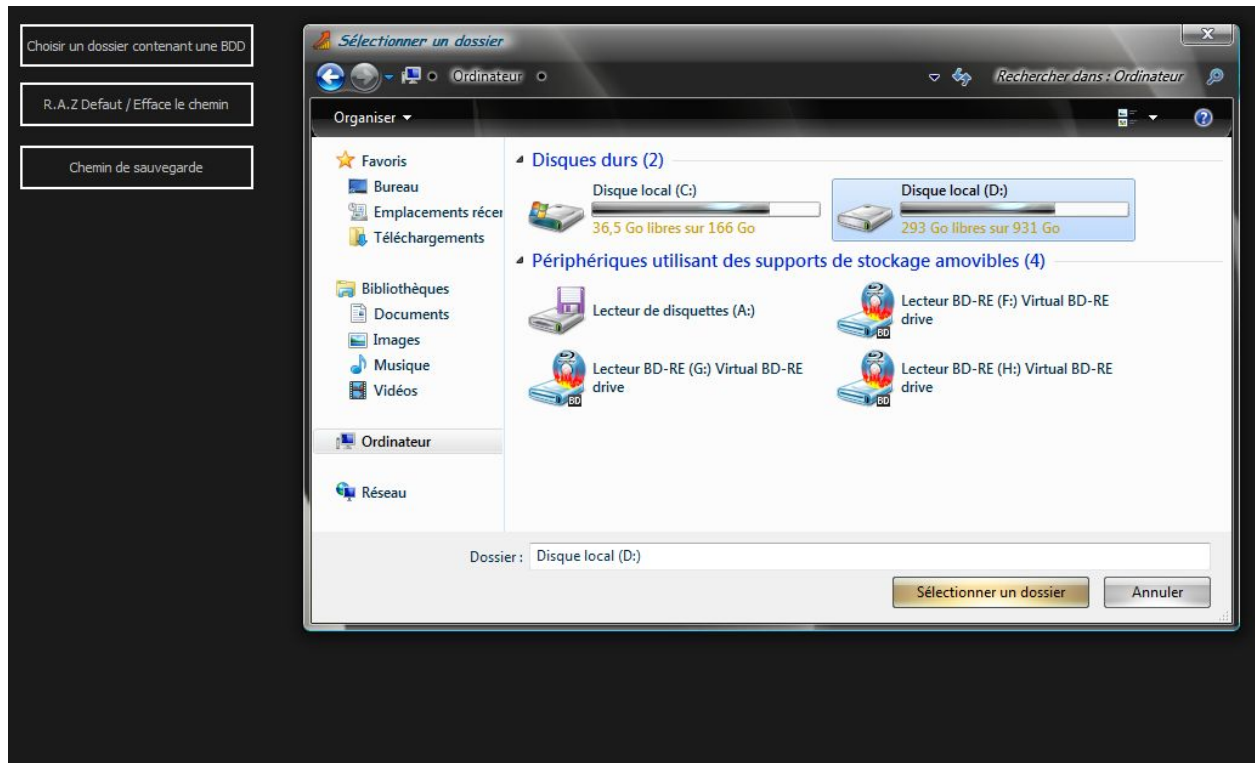 Choisir un dossier contenant une BDD
R.A.Z Defaut / Efface le chemin
Chemin de sauvegarde
Sélectionner un dossier
Ordinateur
Rechercher dans : Ordinateur
Organiser
Favoris
Bureau
Emplacements récen
Téléchargements
Bibliothèques
Documents
Images
Musique
Vidéos
Ordinateur
Réseau
Disques durs (2)
Disque local (C:)
36,5 Go libres sur 166 Go
Disque local (D:)
293 Go libres sur 931 Go
Périphériques utilisant des supports de stockage amovibles (4)
Lecteur de disquettes (A:)
Lecteur BD-RE (F:) Virtual BD-RE
drive
BD
Lecteur BD-RE (G:) Virtual BD-RE
drive
BD
Lecteur BD-RE (H:) Virtual BD-RE
drive
BD
Dossier : Disque local (D:)
Sélectionner un dossier
Annuler